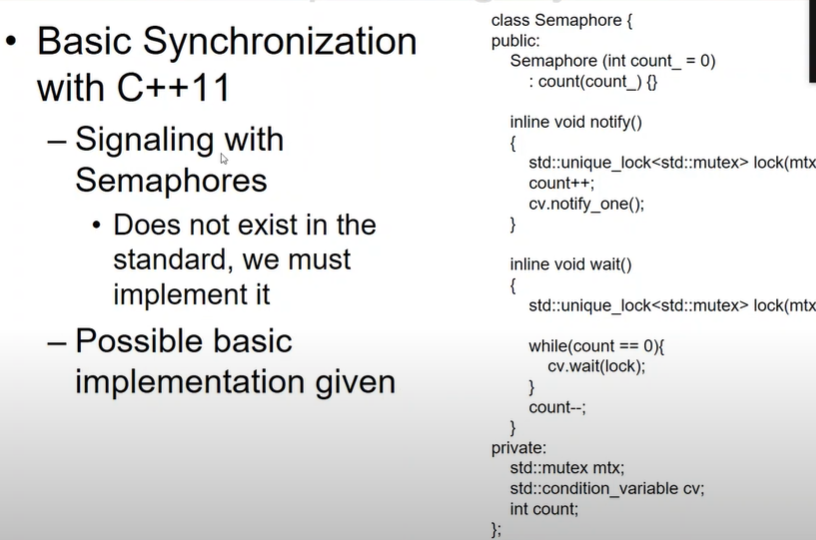 • Basic Synchronization
with C++11
– Signaling with
Semaphores
• Does not exist in the
standard, we must
implement it
– Possible basic
implementation given
class Semaphore {
public:
Semaphore (int count_ = 0)
: count(count_) {}
inline void notify()
{
std::unique_lock<std::mutex> lock(mtx
count++;
cv.notify_one();
}
inline void wait()
{
std::unique_lock<std::mutex> lock(mtx
while(count == 0){
cv.wait(lock);
}
count--;
}
private:
std::mutex mtx;
std::condition_variable cv;
int count;
};